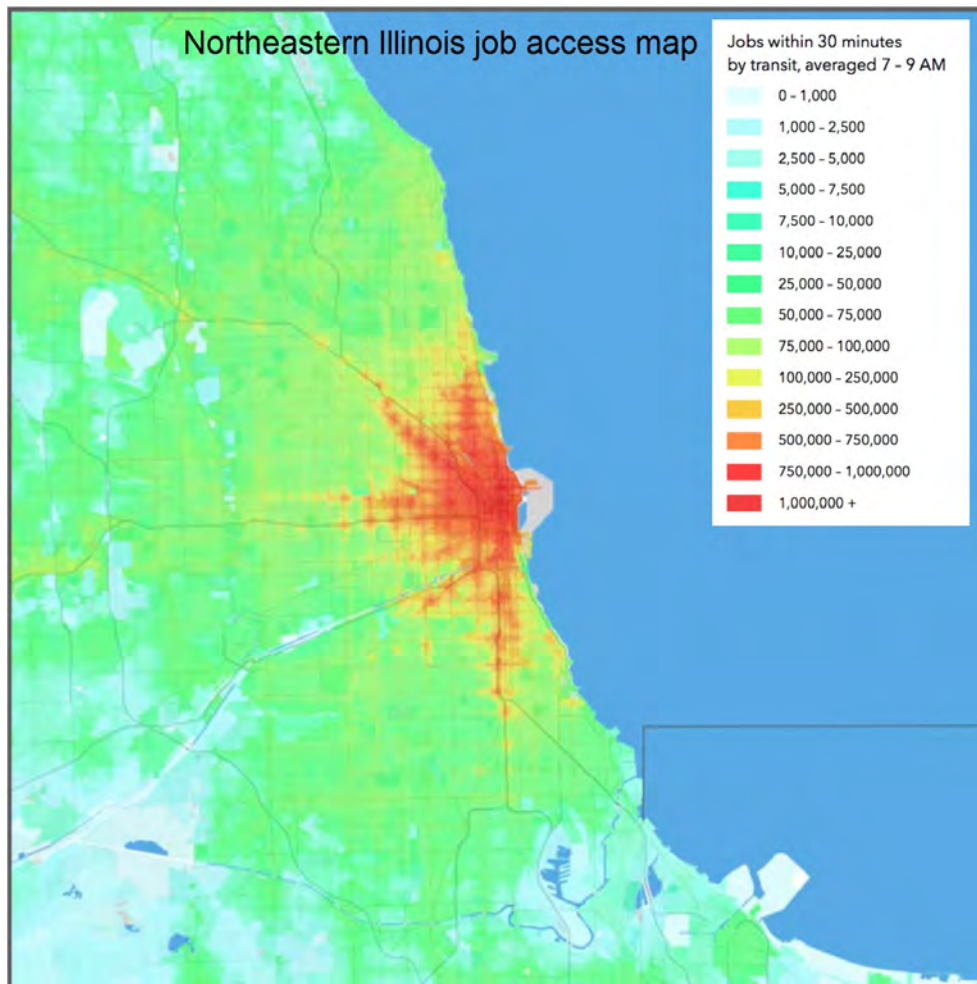 Northeastern Illinois job access map
Jobs within 30 minutes
by transit, averaged 7 – 9 AM
0 – 1,000
1,000 – 2,500
2,500 – 5,000
5,000 – 7,500
7,500 – 10,000
10,000 – 25,000
25,000 – 50,000
50,000 – 75,000
75,000 – 100,000
100,000 – 250,000
250,000 – 500,000
500,000 – 750,000
750,000 – 1,000,000
1,000,000 +